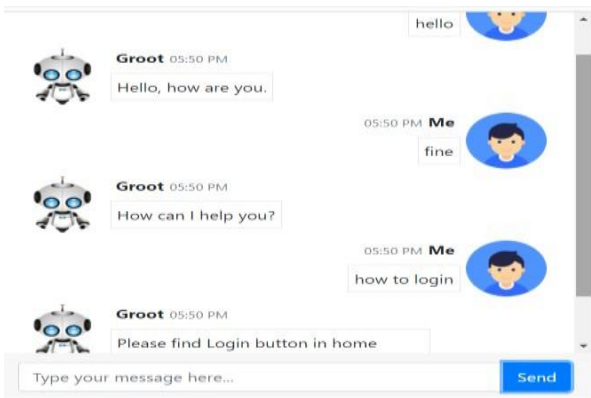 hello
Groot 05:50 PM
Hello, how are you.
05:50 PM Me
fine
Groot 05:50 PM
How can I help you?
05:50 PM Me
how to login
Groot 05:50 PM
Please find Login button in home
Type your message here...
Send